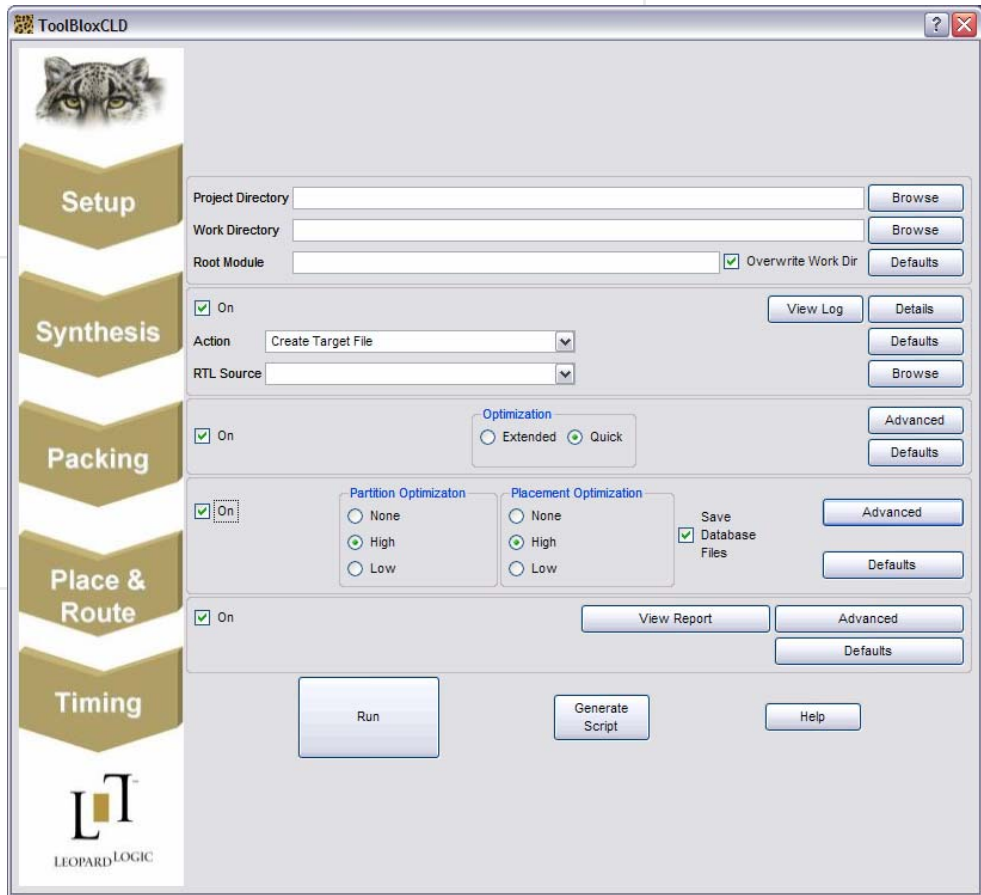 ToolBloxCLD
Setup
Project Directory Browse
Work Directory Browse
Root Module Overwrite Work Dir Defaults
Synthesis
On View Log Details
Action Create Target File Defaults
RTL Source Browse
Packing
On Optimization Extended Quick Advanced
Defaults
Place &
Route
On Partition Optimizaton Placement Optimization
None None Save Database Files Advanced
High High
Low Low Defaults
Timing
On View Report Advanced
Defaults
Run Generate Script Help
LT
LEOPARD LOGIC